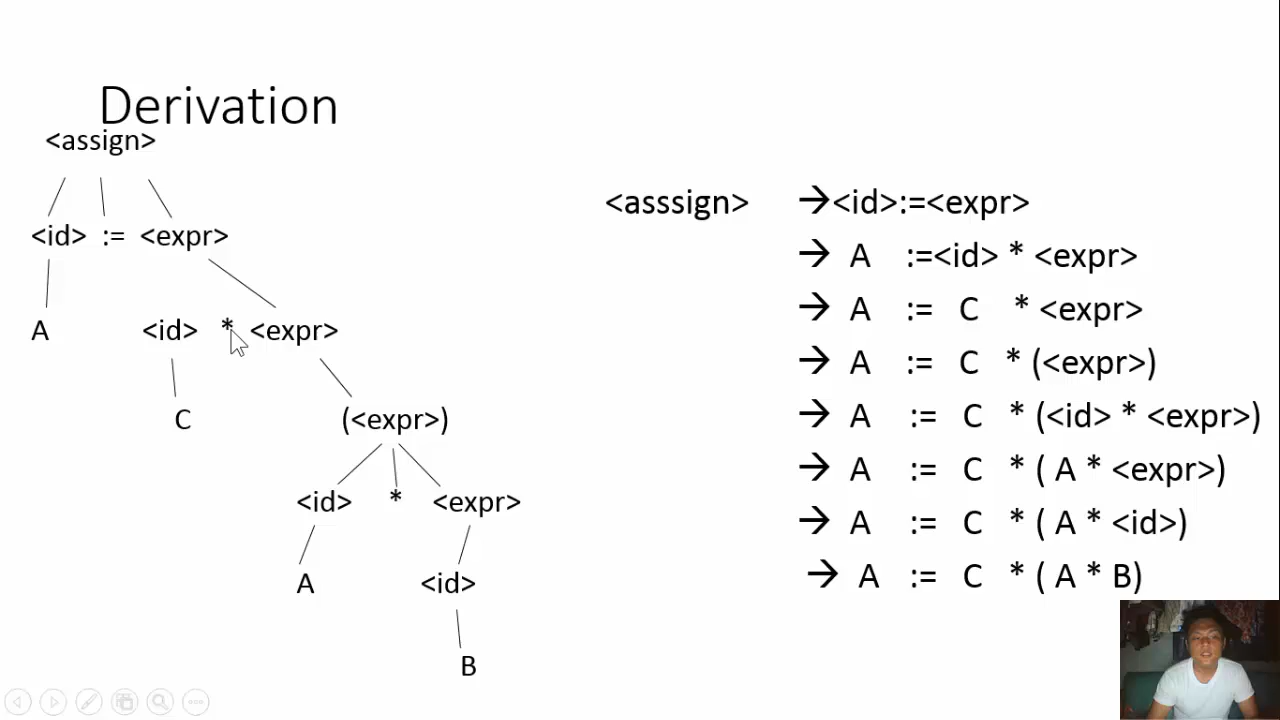 Derivation
<assign>
<id> := <expr>
A <id> * <expr>
C (<expr>)
<id> * <expr>
A <id>
B
<asssign> →<id>:=<expr>
→ A :=<id> * <expr>
→ A := C * <expr>
→ A := C * (<expr>)
→ A := C * (<id> * <expr>)
→ A := C * ( A * <expr>)
→ A := C * ( A * <id>)
→ A := C * ( A * B)